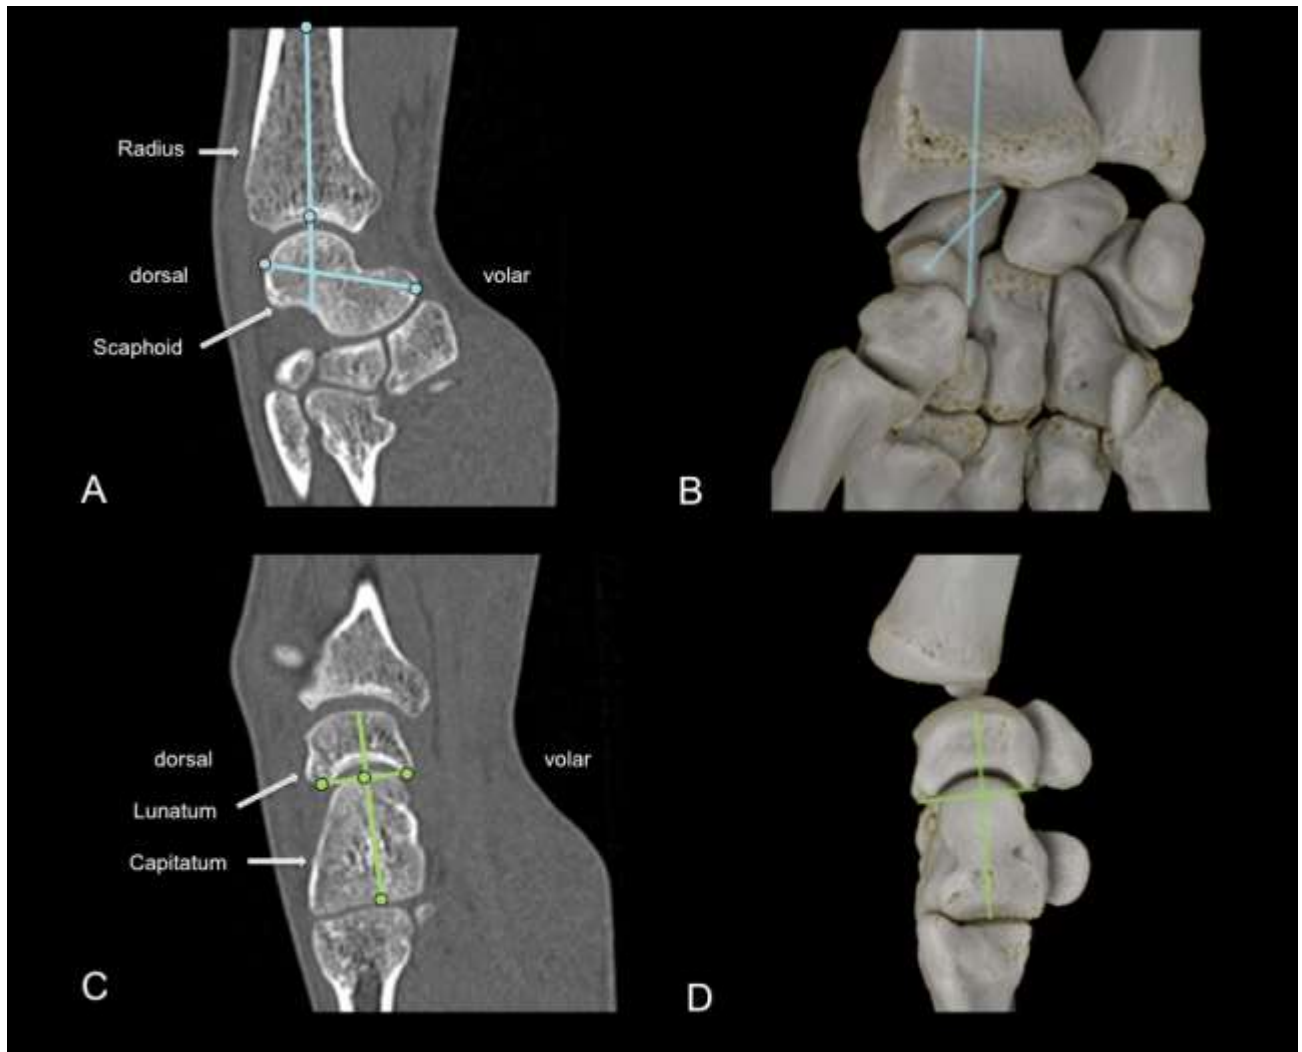 Radius
dorsal
volar
Scaphoid
A
B
dorsal
volar
Lunatum
Capitatum
C
D